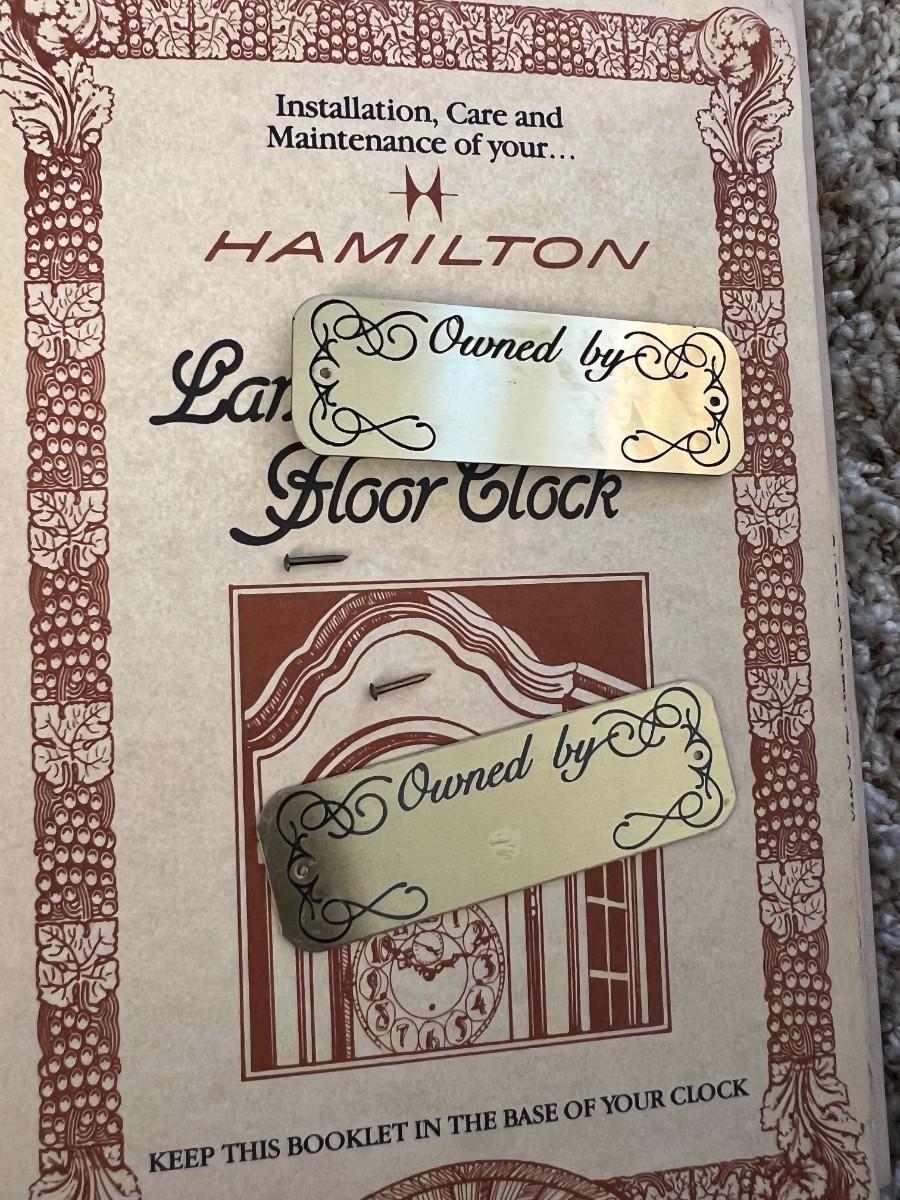 Installation, Care and
Maintenance of your...
HAMILTON
Owned by
Floor Clock
Owned by
KEEP THIS BOOKLET IN THE BASE OF YOUR CLOCK